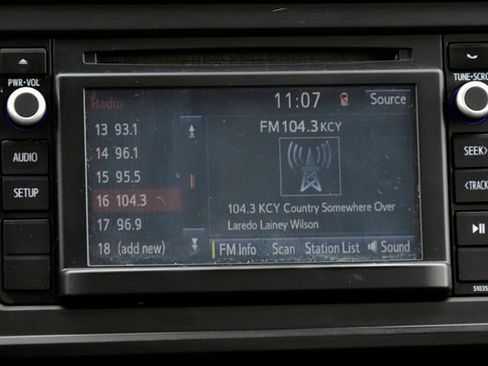 PWR•VOL
AUDIO
SETUP
Radio
11:07
Source
13 93.1
14 96.1
15 95.5
16 104.3
17 96.9
18 (add new)
FM104.3 KCY
104.3 KCY Country Somewhere Over
Laredo Lainey Wilson
FM Info
Scan
Station List
Sound
TUNE•SCRO
SEEK>
<TRACK
51035